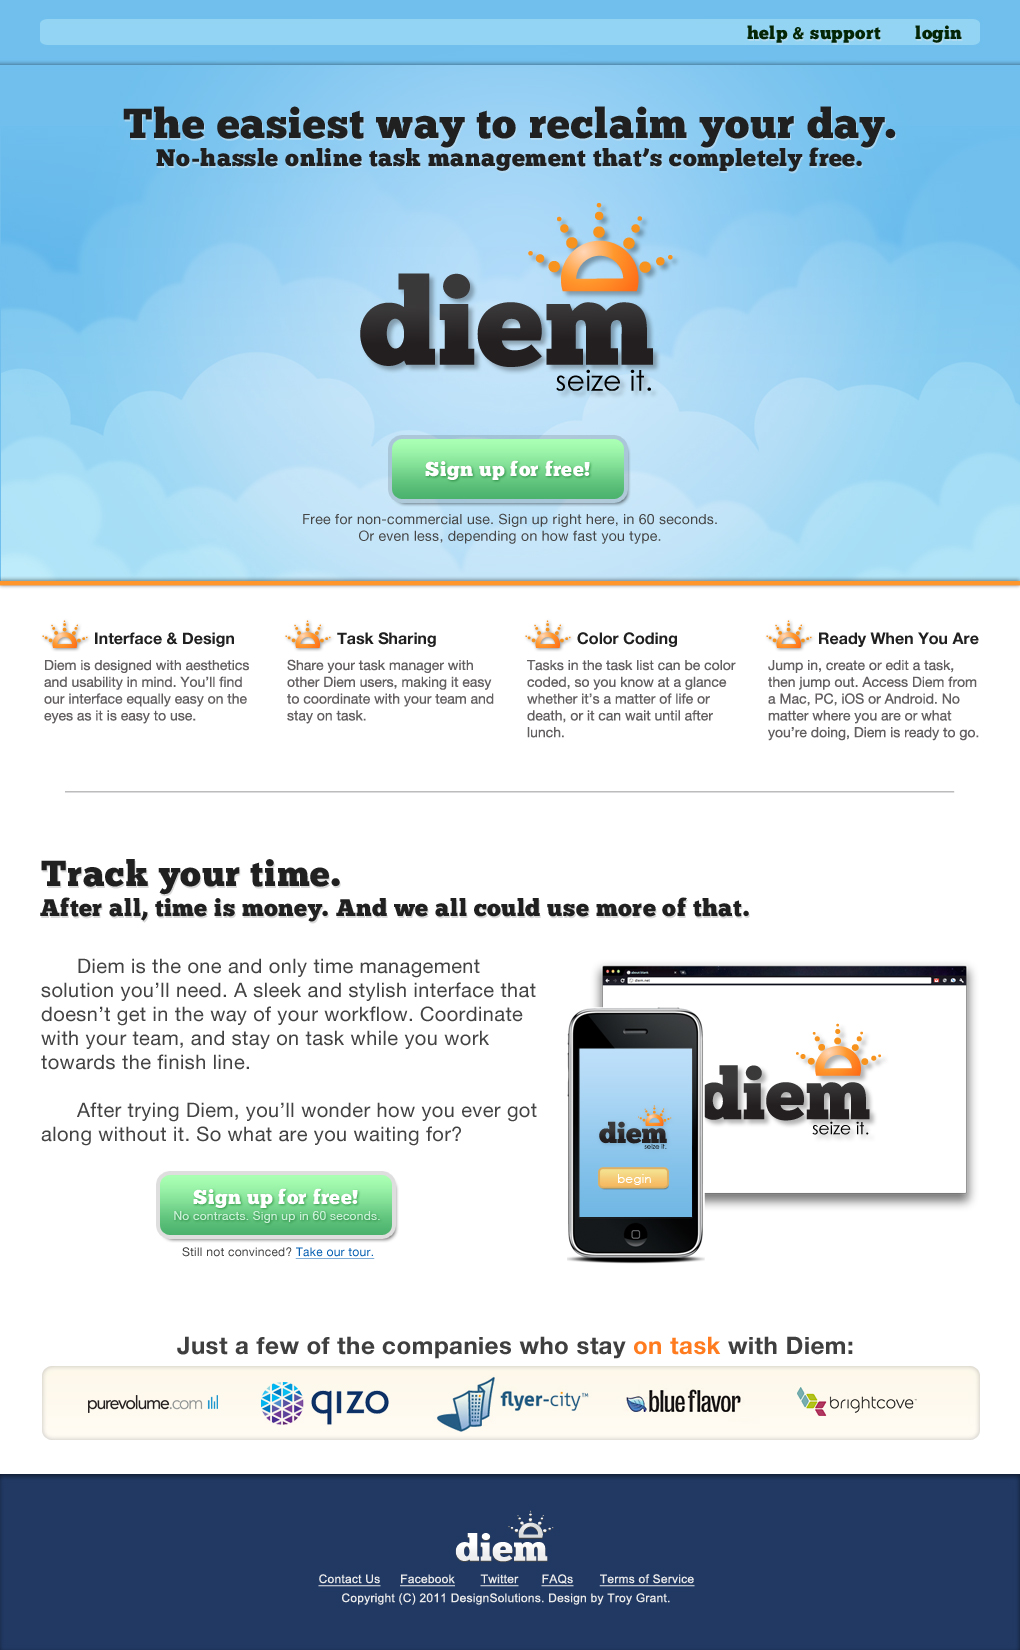 help & support login
The easiest way to reclaim your day.
No-hassle online task management that's completely free.
diem
seize it.
Sign up for free!
Free for non-commercial use. Sign up right here, in 60 seconds.
Or even less, depending on how fast you type.
Interface & Design
Diem is designed with aesthetics
and usability in mind. You'll find
our interface equally easy on the
eyes as it is easy to use.
Task Sharing
Share your task manager with
other Diem users, making it easy
to coordinate with your team and
stay on task.
Color Coding
Tasks in the task list can be color
coded, so you know at a glance
whether it's a matter of life or
death, or it can wait until after
lunch.
Ready When You Are
Jump in, create or edit a task,
then jump out. Access Diem from
a Mac, PC, iOS or Android. No
matter where you are or what
you're doing, Diem is ready to go.
Track your time.
After all, time is money. And we all could use more of that.
Diem is the one and only time management
solution you'll need. A sleek and stylish interface that
doesn't get in the way of your workflow. Coordinate
with your team, and stay on task while you work
towards the finish line.
After trying Diem, you'll wonder how you ever got
along without it. So what are you waiting for?
Sign up for free!
No contracts. Sign up in 60 seconds.
Still not convinced? Take our tour.
diem
seize it.
diem
seize it.
begin
Just a few of the companies who stay on task with Diem:
purevolume.com
qizo
flyer-city™
blue flavor
brightcove
diem
Contact Us Facebook Twitter FAQs Terms of Service
Copyright (C) 2011 DesignSolutions. Design by Troy Grant.